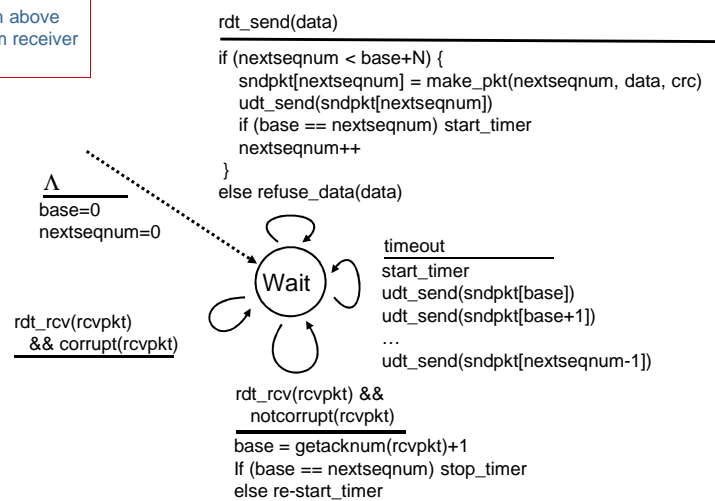 n above
m receiver
rdt_send(data)
if (nextseqnum < base+N) {
sndpkt[nextseqnum] = make_pkt(nextseqnum, data, crc)
udt_send(sndpkt[nextseqnum])
if (base == nextseqnum) start_timer
nextseqnum++
}
else refuse_data(data)
Λ
base=0
nextseqnum=0
Wait
timeout
start_timer
udt_send(sndpkt[base])
udt_send(sndpkt[base+1])
…
udt_send(sndpkt[nextseqnum-1])
rdt_rcv(rcvpkt)
&& corrupt(rcvpkt)
rdt_rcv(rcvpkt) &&
notcorrupt(rcvpkt)
base = getacknum(rcvpkt)+1
If (base == nextseqnum) stop_timer
else re-start_timer